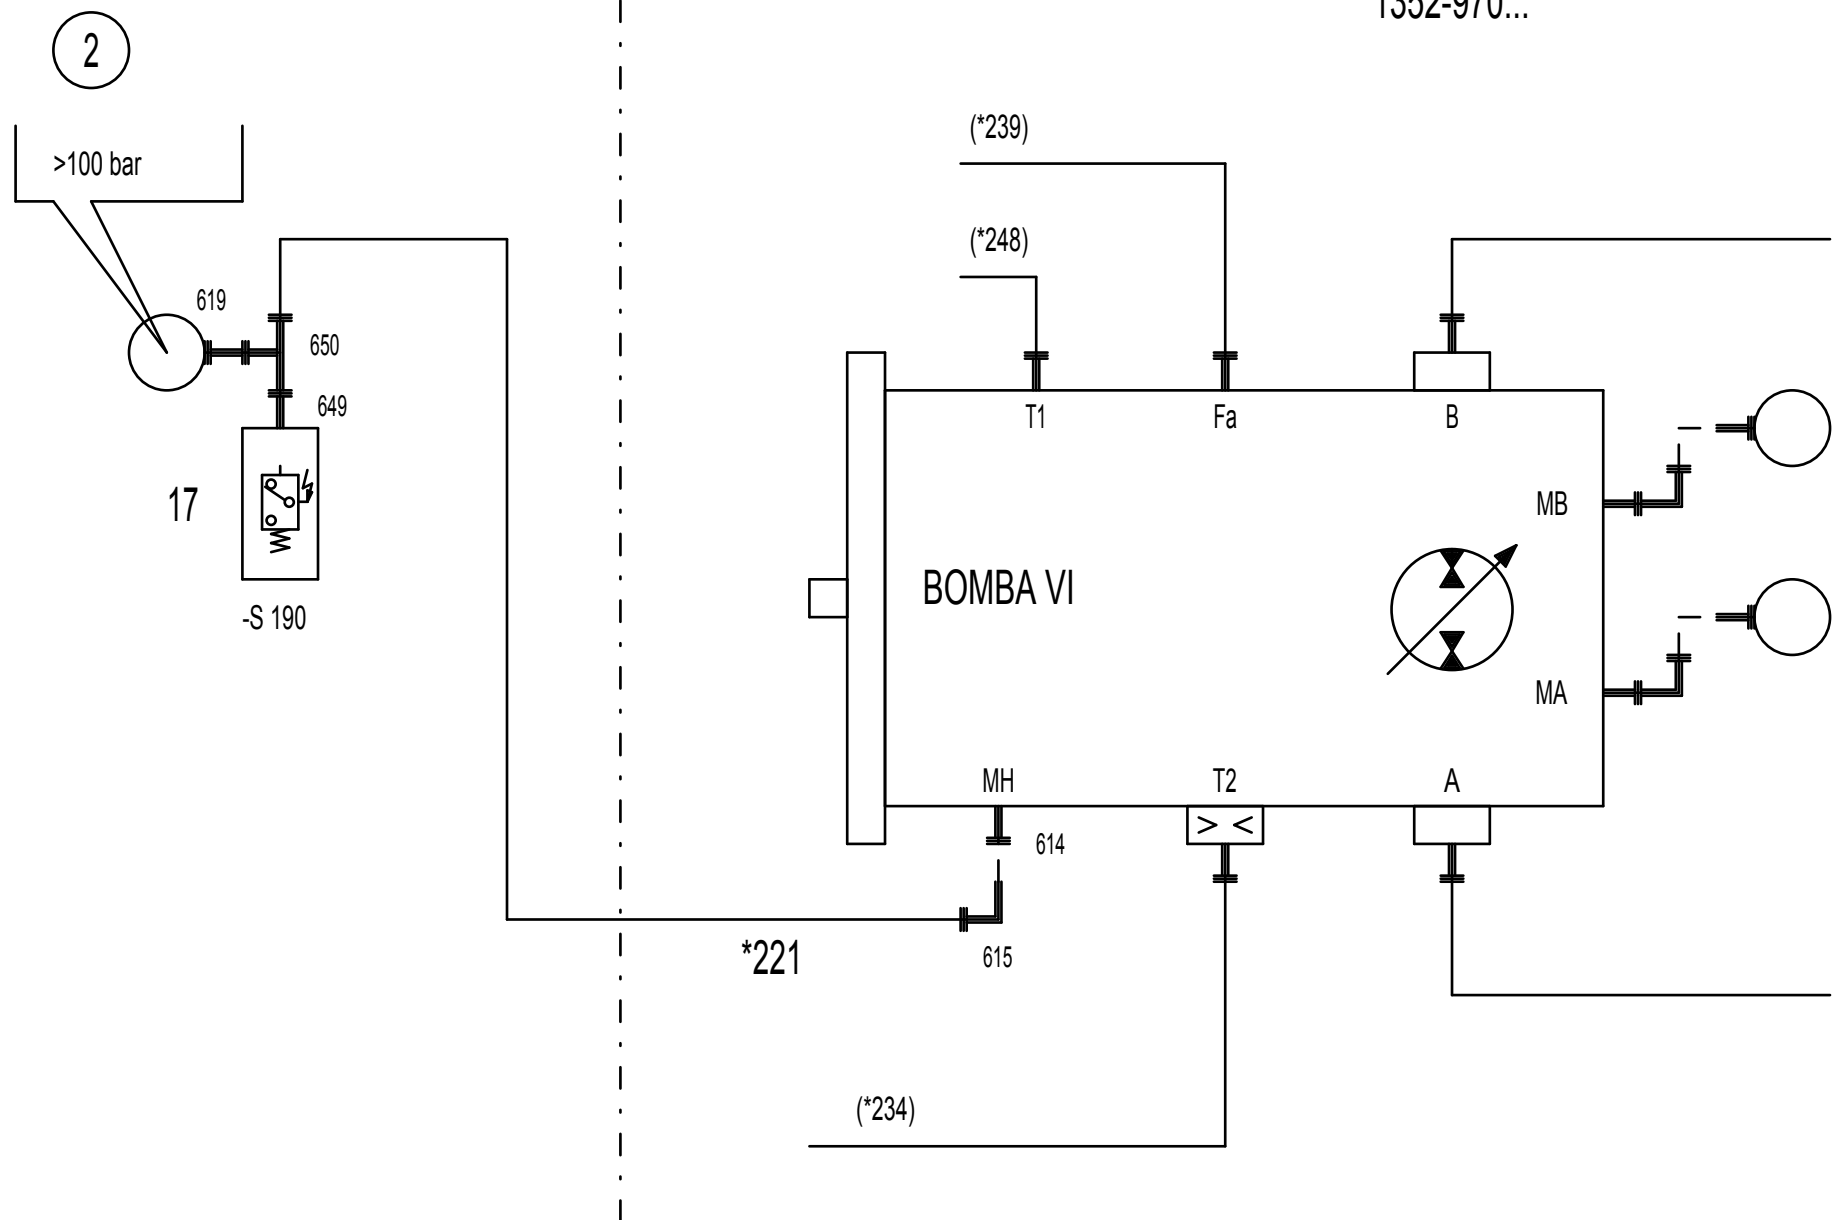 1352-970...
2
>100 bar
(*239)
(*248)
619
650
649
17
-S 190
T1
Fa
B
MB
BOMBA VI
MA
MH
T2
A
> <
614
*221
615
(*234)